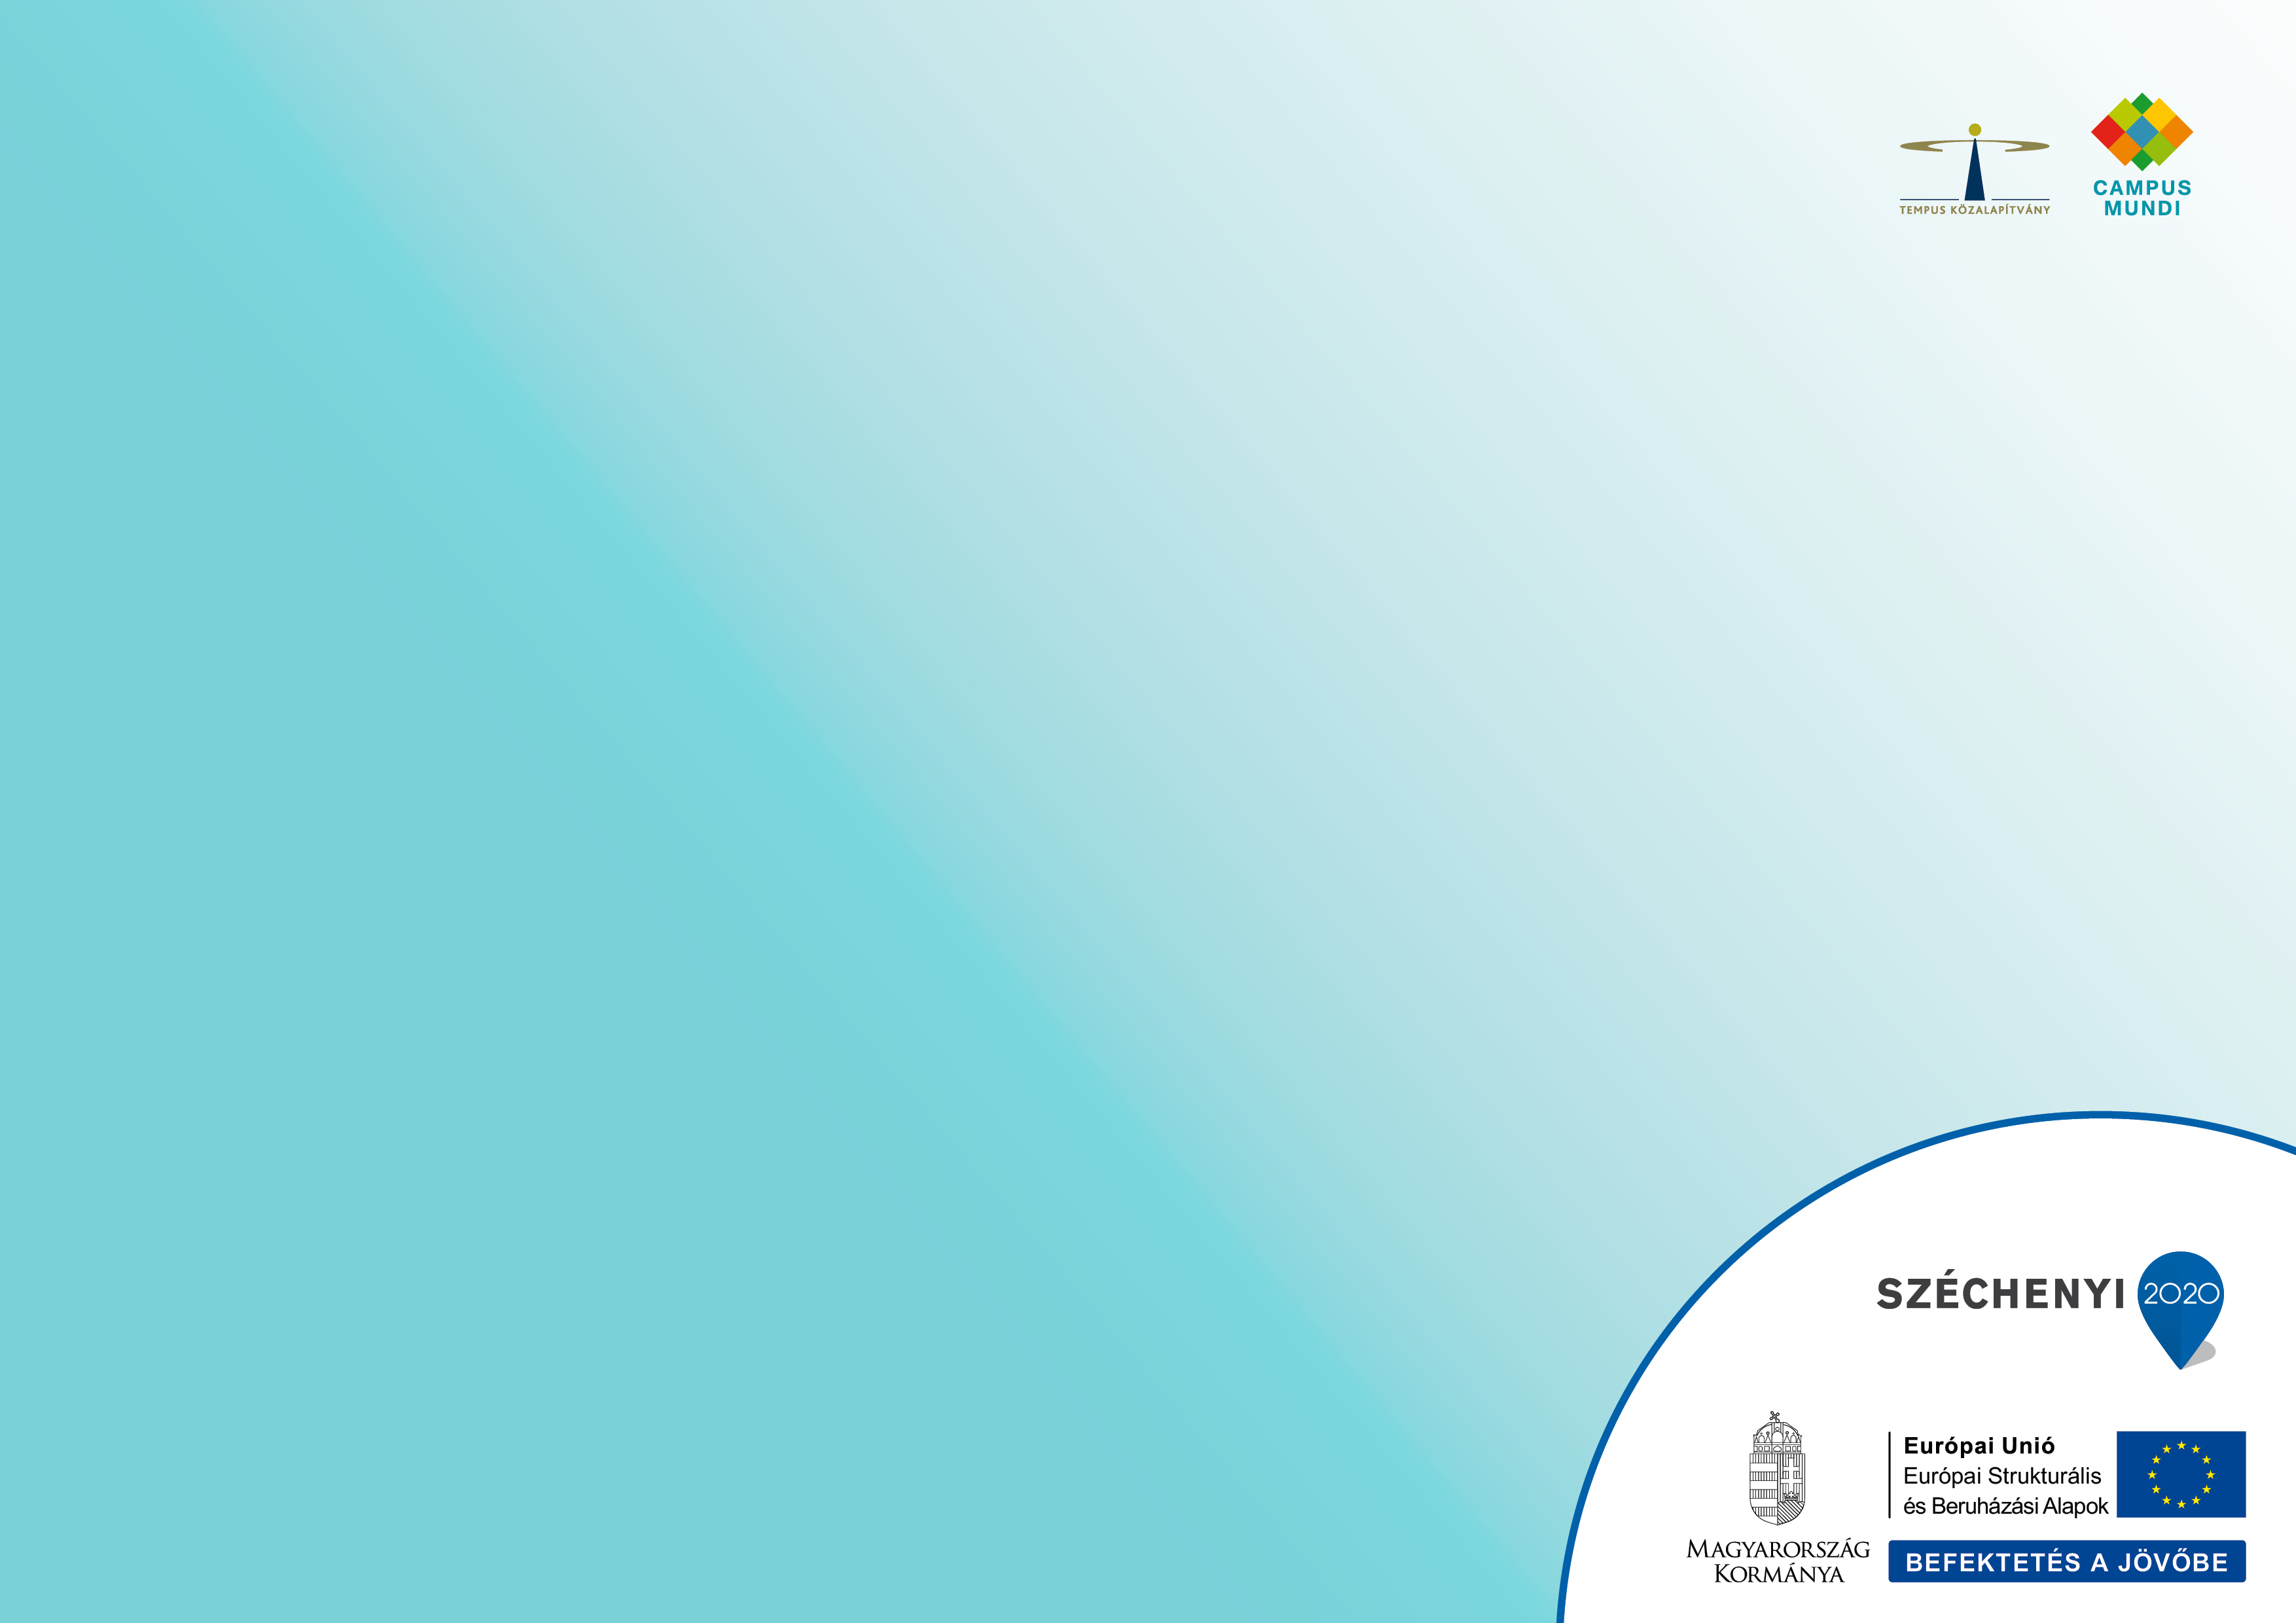 TEMPUS KÖZALAPÍTVÁNY
CAMPUS
MUNDI
SZÉCHENYI 2020
MAGYARORSZÁG
KORMÁNYA
Európai Unió
Európai Strukturális
és Beruházási Alapok
BEFEKTETÉS A JÖVŐBE